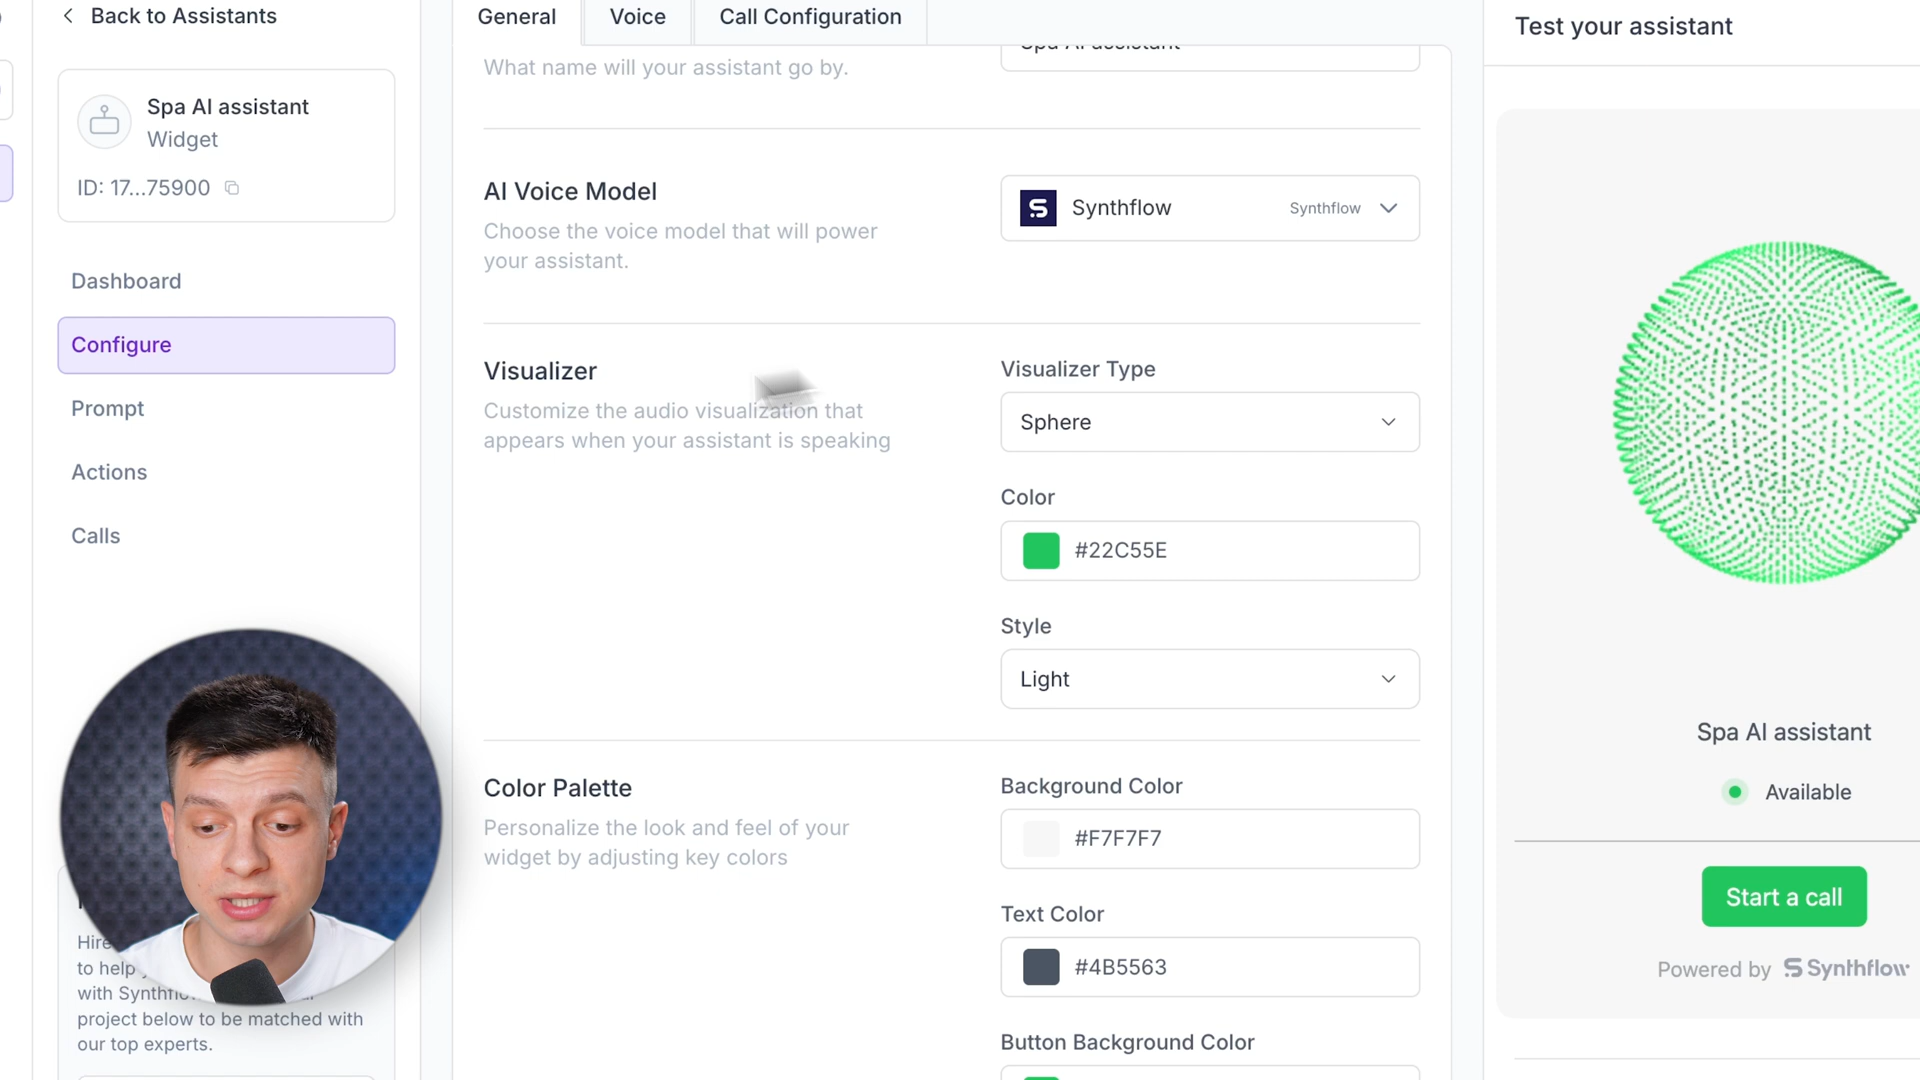 Back to Assistants
Spa AI assistant
Widget
ID: 17...75900
Dashboard
Configure
Prompt
Actions
Calls
Hire
to help
with Synthflo
project below to be matched with
our top experts.
General
Voice
Call Configuration
What name will your assistant go by.
Spa AI assistant
AI Voice Model
Choose the voice model that will power
your assistant.
Synthflow
Synthflow
Visualizer
Customize the audio visualization that
appears when your assistant is speaking
Visualizer Type
Sphere
Color
#22C55E
Style
Light
Color Palette
Personalize the look and feel of your
widget by adjusting key colors
Background Color
#F7F7F7
Text Color
#4B5563
Button Background Color
Test your assistant
Spa AI assistant
Available
Start a call
Powered by Synthflow